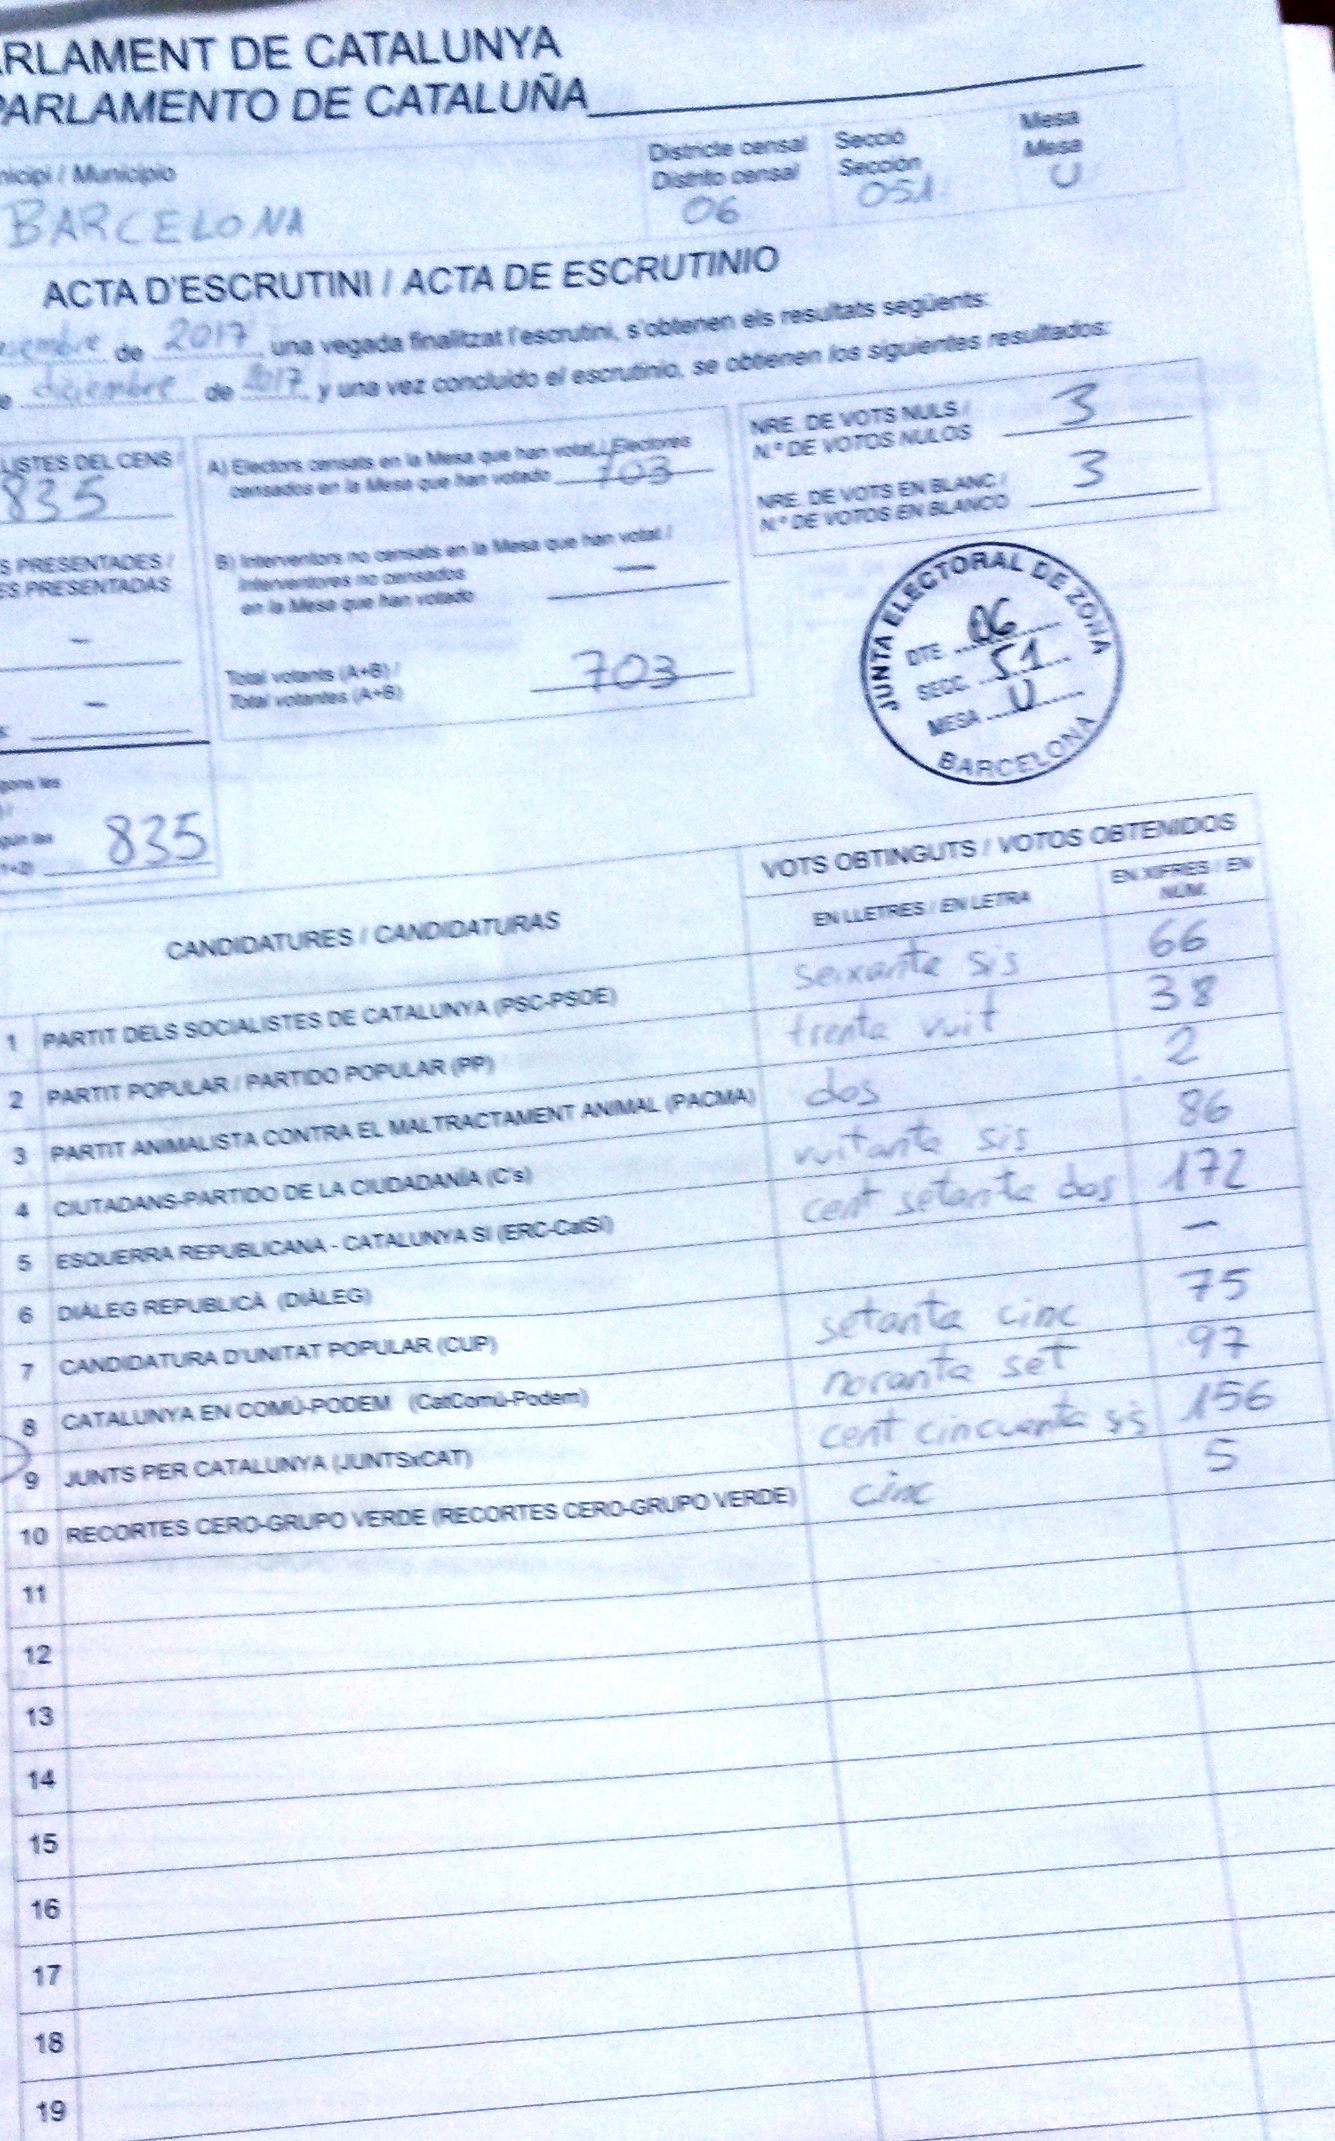 PARLAMENT DE CATALUNYA
PARLAMENTO DE CATALUÑA
Municipi / Municipio
BARCELONA
Districte censal
Distrito censal
06
Secció
Sección
051
Mesa
Mesa
U
ACTA D'ESCRUTINI / ACTA DE ESCRUTINIO
de 2017 una vegada finalitzat l'escrutini, s'obtenen els resultats següents:
diciembre de 2017 y una vez concluido el escrutinio, se obtienen los siguientes resultados:
LISTES DEL CENS /
835
S PRESENTADES /
ES PRESENTADAS
–
–
835
A) Electors censats en la Mesa que han votat / Electores
censados en la Mesa que han votado 703
B) Interventors no censats en la Mesa que han votat /
Interventores no censados
en la Mesa que han votado —
Total votants (A+B) /
Total votantes (A+B) 703
NRE. DE VOTS NULS /
N.º DE VOTOS NULOS 3
NRE. DE VOTS EN BLANC /
N.º DE VOTOS EN BLANCO 3
JUNTA ELECTORAL DE ZONA
DTE. 06
SECC. 51
MESA U
BARCELONA
CANDIDATURES / CANDIDATURAS
VOTS OBTINGUTS / VOTOS OBTENIDOS
EN LLETRES / EN LETRA
EN XIFRES / EN
NÚM.
1 PARTIT DELS SOCIALISTES DE CATALUNYA (PSC-PSOE) seixanta sis 66
2 PARTIT POPULAR / PARTIDO POPULAR (PP) trenta vuit 38
3 PARTIT ANIMALISTA CONTRA EL MALTRACTAMENT ANIMAL (PACMA) dos 2
4 CIUTADANS-PARTIDO DE LA CIUDADANÍA (C's) vuitanta sis 86
5 ESQUERRA REPUBLICANA - CATALUNYA SÍ (ERC-CatSí) cent setanta dos 172
6 DIÀLEG REPUBLICÀ (DIÀLEG) —
7 CANDIDATURA D'UNITAT POPULAR (CUP) setanta cinc 75
8 CATALUNYA EN COMÚ-PODEM (CatComú-Podem) noranta set 97
9 JUNTS PER CATALUNYA (JUNTSxCAT) cent cincuanta sis 156
10 RECORTES CERO-GRUPO VERDE (RECORTES CERO-GRUPO VERDE) cinc 5
11
12
13
14
15
16
17
18
19